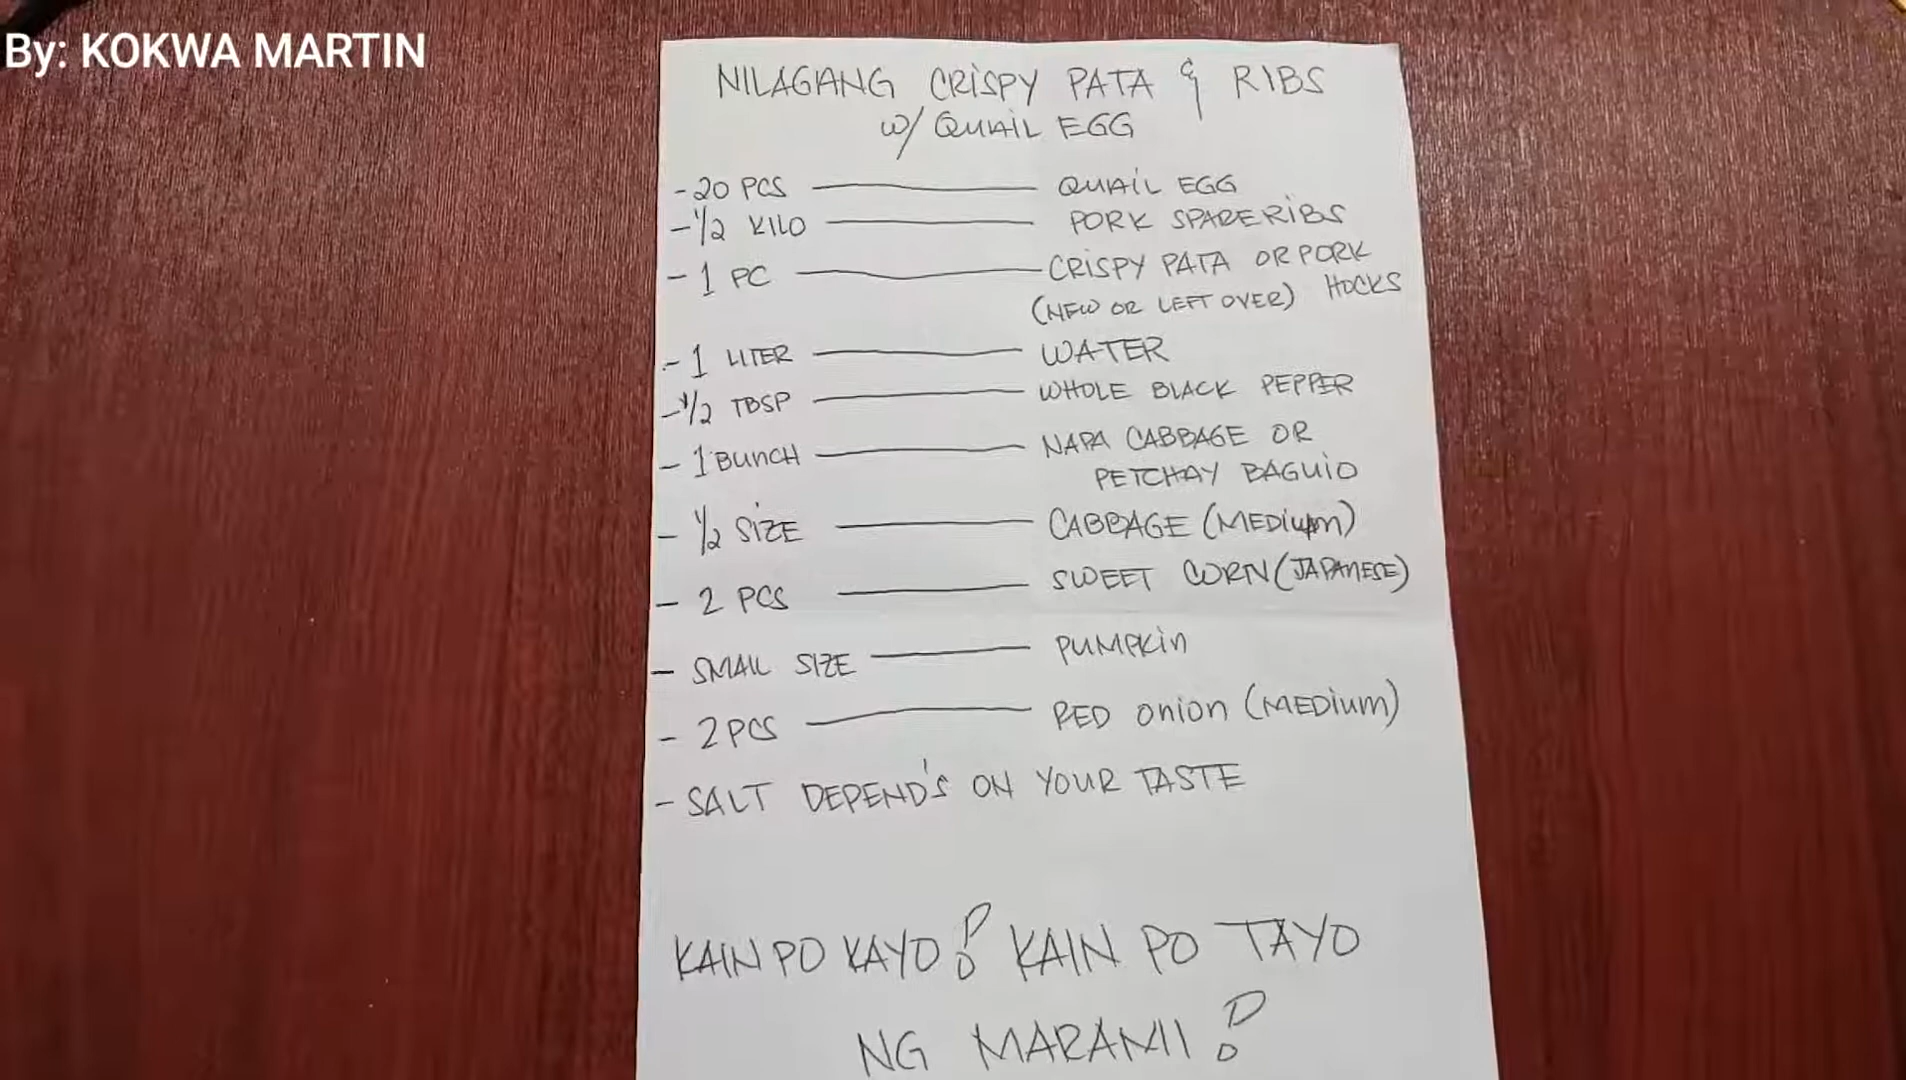 By: KOKWA MARTIN
NILAGANG CRISPY PATA & RIBS
W/ QUAIL EGG
- 20 PCS — QUAIL EGG
- 1/2 KILO — PORK SPARERIBS
- 1 PC — CRISPY PATA OR PORK
(NEW OR LEFT OVER) HOCKS
- 1 LITER — WATER
- 1/2 TBSP — WHOLE BLACK PEPPER
- 1 BUNCH — NAPA CABBAGE OR
PETCHAY BAGUIO
- 1/2 SIZE — CABBAGE (MEDIUM)
- 2 PCS — SWEET CORN (JAPANESE)
- SMALL SIZE — PUMPKIN
- 2 PCS — RED ONION (MEDIUM)
- SALT DEPEND'S ON YOUR TASTE
KAIN PO KAYO! KAIN PO TAYO
NG MARAMII!